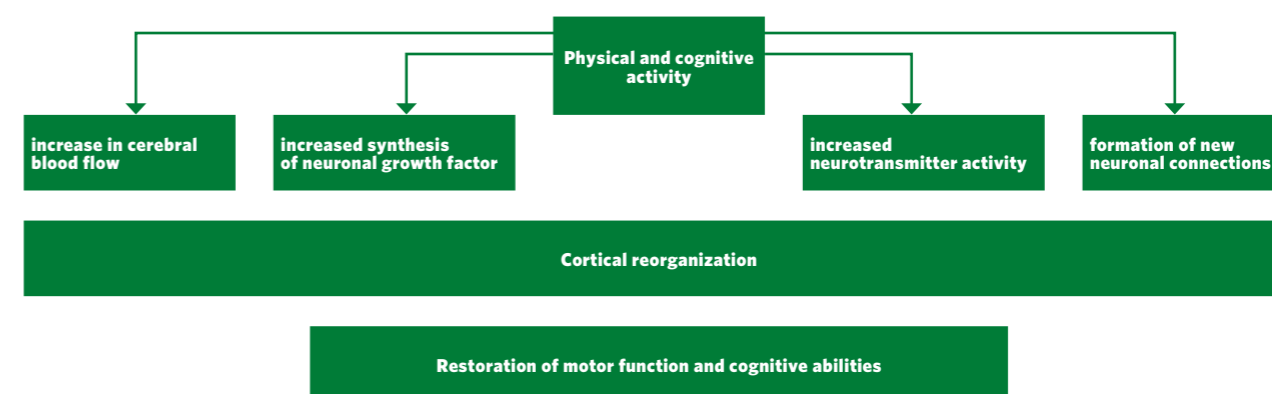 Physical and cognitive
activity
increase in cerebral
blood flow
increased synthesis
of neuronal growth factor
increased
neurotransmitter activity
formation of new
neuronal connections
Cortical reorganization
Restoration of motor function and cognitive abilities